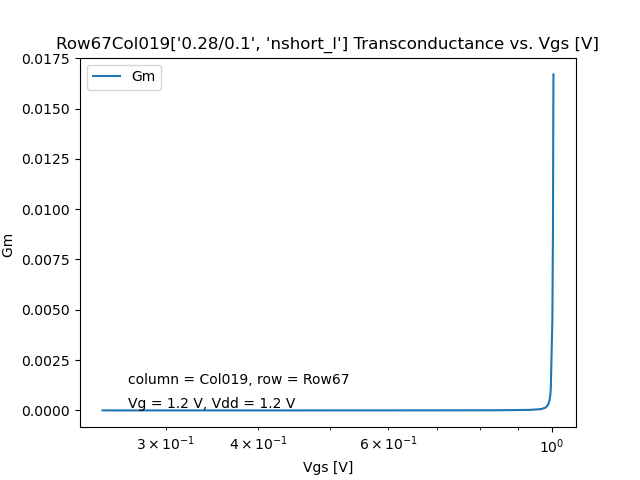 Row67Col019['0.28/0.1', 'nshort_l'] Transconductance vs. Vgs [V]
0.0175
Gm
0.0150
0.0125
0.0100
0.0075
Gm
0.0050
0.0025
column = Col019, row = Row67
Vg = 1.2 V, Vdd = 1.2 V
0.0000
3 × 10⁻¹ 4 × 10⁻¹ 6 × 10⁻¹ 10⁰
Vgs [V]